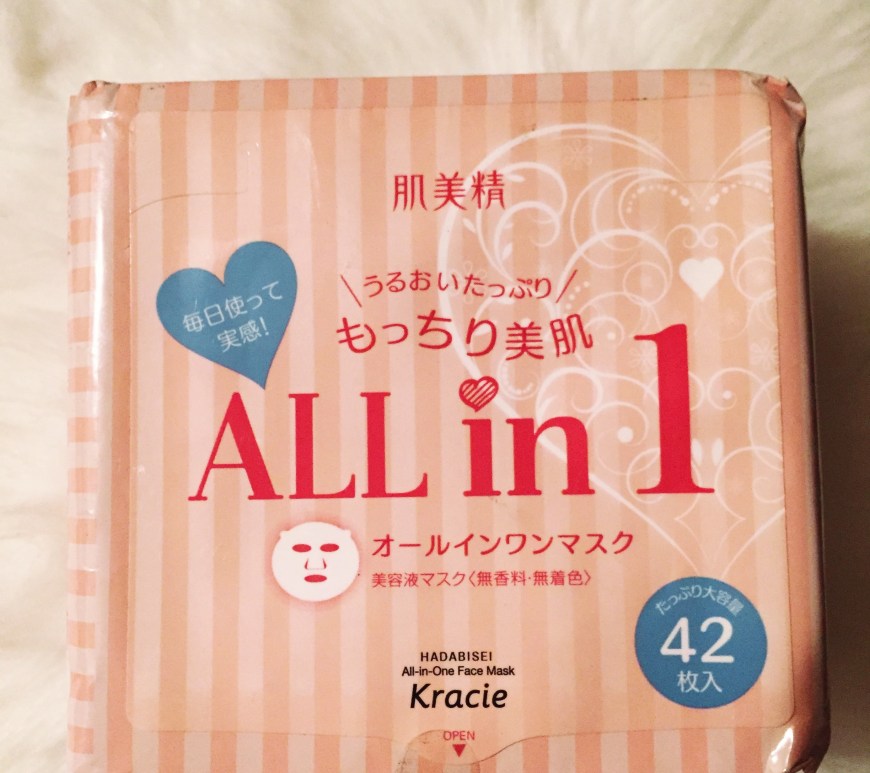 肌美精
毎日使って
実感!
\うるおいたっぷり/
もっちり美肌
ALL in 1
オールインワンマスク
美容液マスク〈無香料・無着色〉
たっぷり大容量
42
枚入
HADABISEI
All-in-One Face Mask
Kracie
OPEN